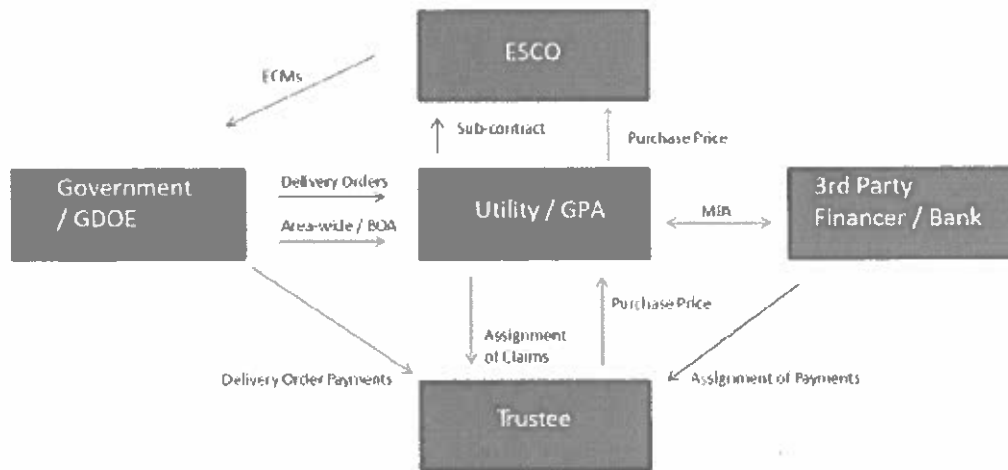 ESCO
ECMs
Sub-contract
Purchase Price
Government
/ GDOE
Delivery Orders
Area-wide / BOA
Utility / GPA
MIA
3rd Party
Financer / Bank
Purchase Price
Assignment
of Claims
Delivery Order Payments
Assignment of Payments
Trustee